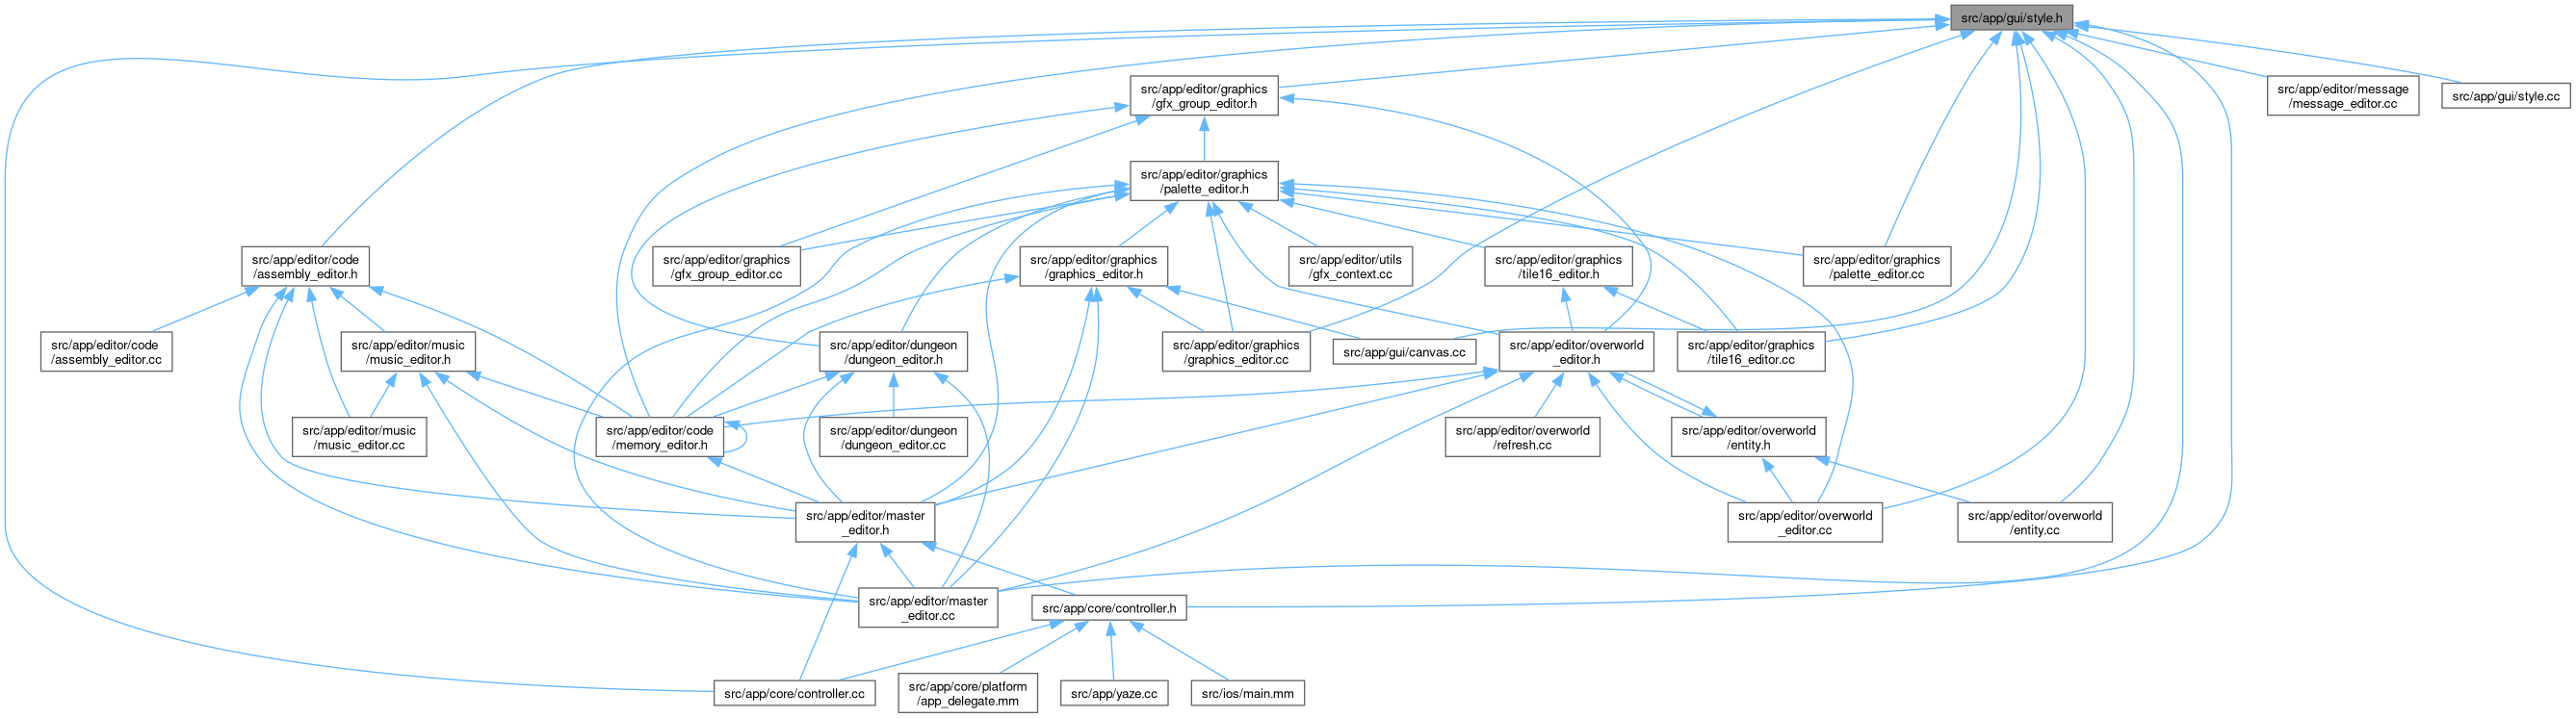 src/app/gui/style.h
src/app/editor/graphics
/gfx_group_editor.h
src/app/editor/message
/message_editor.cc
src/app/gui/style.cc
src/app/editor/graphics
/palette_editor.h
src/app/editor/code
/assembly_editor.h
src/app/editor/graphics
/gfx_group_editor.cc
src/app/editor/graphics
/graphics_editor.h
src/app/editor/utils
/gfx_context.cc
src/app/editor/graphics
/tile16_editor.h
src/app/editor/graphics
/palette_editor.cc
src/app/editor/code
/assembly_editor.cc
src/app/editor/music
/music_editor.h
src/app/editor/dungeon
/dungeon_editor.h
src/app/editor/graphics
/graphics_editor.cc
src/app/gui/canvas.cc
src/app/editor/overworld
_editor.h
src/app/editor/graphics
/tile16_editor.cc
src/app/editor/music
/music_editor.cc
src/app/editor/code
/memory_editor.h
src/app/editor/dungeon
/dungeon_editor.cc
src/app/editor/overworld
/refresh.cc
src/app/editor/overworld
/entity.h
src/app/editor/master
_editor.h
src/app/editor/overworld
_editor.cc
src/app/editor/overworld
/entity.cc
src/app/editor/master
_editor.cc
src/app/core/controller.h
src/app/core/controller.cc
src/app/core/platform
/app_delegate.mm
src/app/yaze.cc
src/ios/main.mm